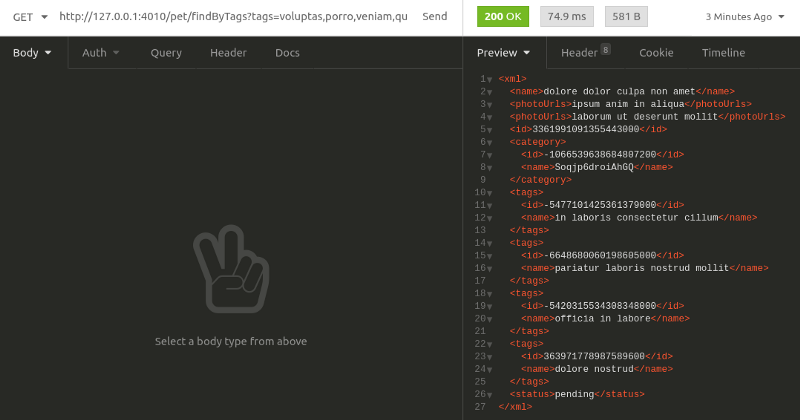 GET http://127.0.0.1:4010/pet/findByTags?tags=voluptas,porro,veniam,qu Send 200 OK 74.9 ms 581 B 3 Minutes Ago
Body Auth Query Header Docs Preview Header 8 Cookie Timeline
1 <xml>
2 <name>dolore dolor culpa non amet</name>
3 <photoUrls>ipsum anim in aliqua</photoUrls>
4 <photoUrls>laborum ut deserunt mollit</photoUrls>
5 <id>3361991091355443000</id>
6 <category>
7 <id>-1066539638684807200</id>
8 <name>Soqjp6droiAhGQ</name>
9 </category>
10 <tags>
11 <id>-5477101425361379000</id>
12 <name>in laboris consectetur cillum</name>
13 </tags>
14 <tags>
15 <id>-6648680060198605000</id>
16 <name>pariatur laboris nostrud mollit</name>
17 </tags>
18 <tags>
19 <id>-5420315534308348000</id>
20 <name>officia in labore</name>
21 </tags>
22 <tags>
23 <id>363971778987589600</id>
24 <name>dolore nostrud</name>
25 </tags>
26 <status>pending</status>
27 </xml>
Select a body type from above